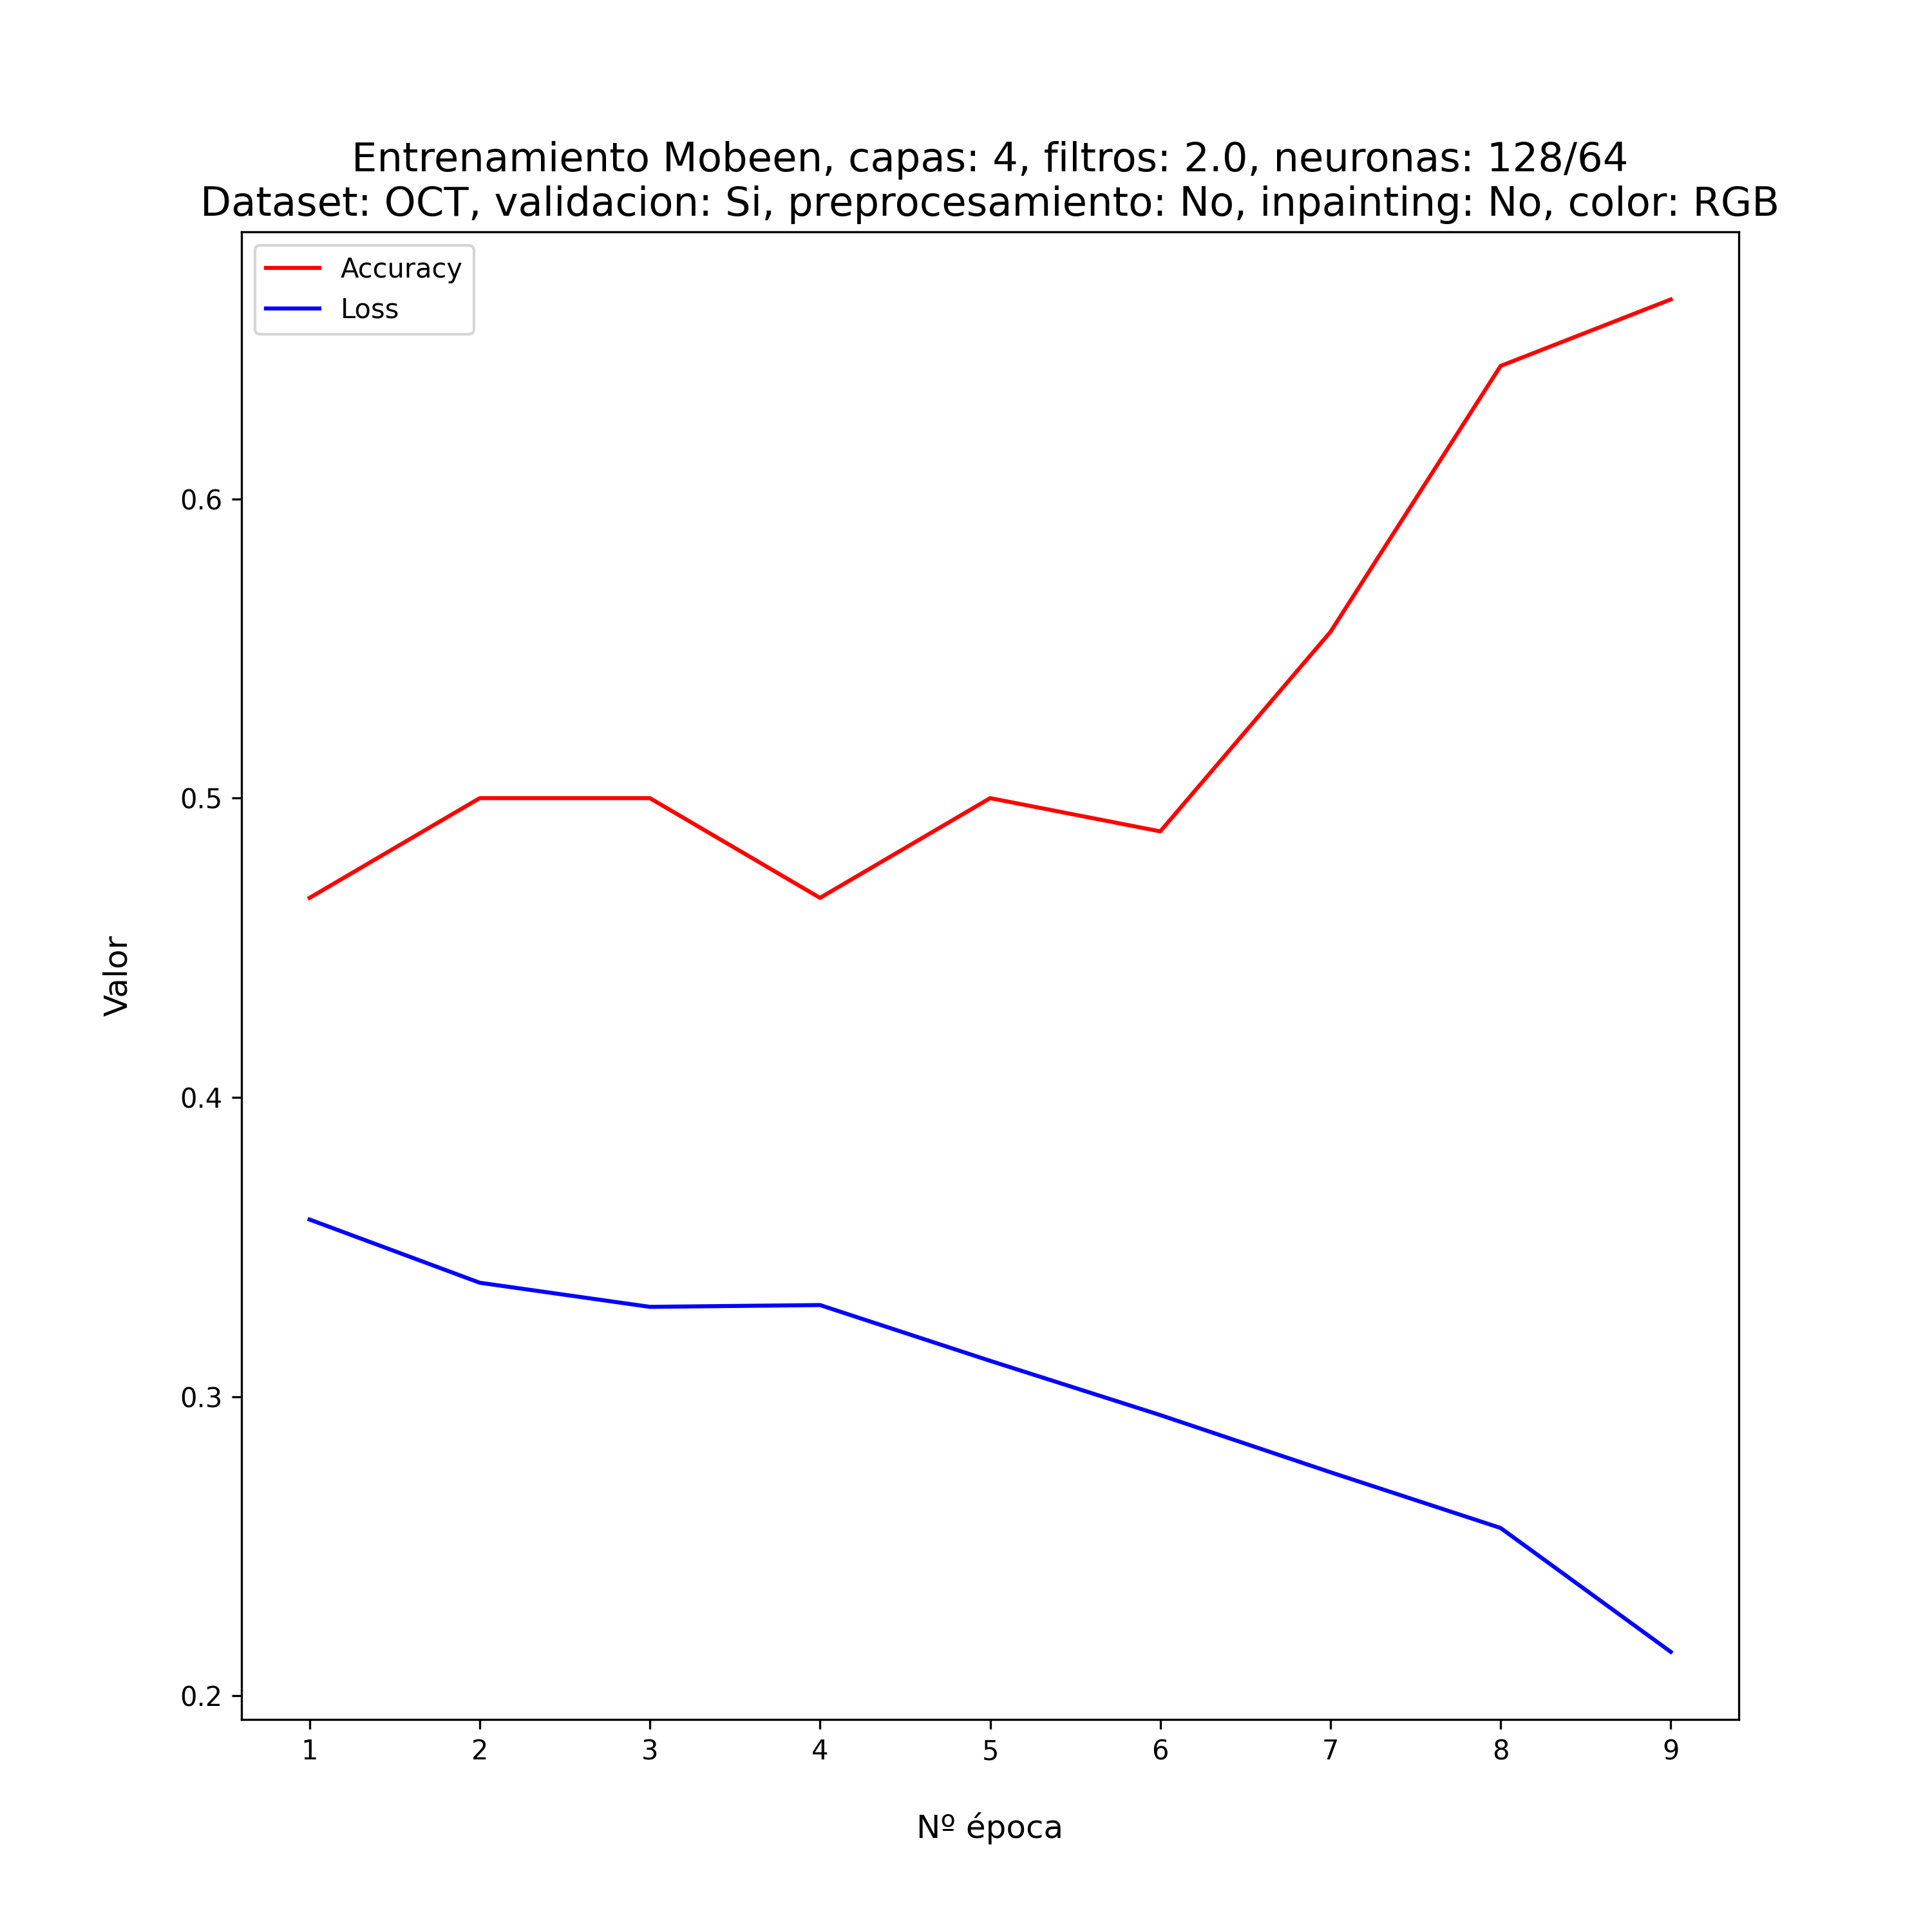 Entrenamiento Mobeen, capas: 4, filtros: 2.0, neuronas: 128/64
Dataset: OCT, validacion: Si, preprocesamiento: No, inpainting: No, color: RGB
Accuracy
Loss
0.6
0.5
0.4
0.3
0.2
Valor
1 2 3 4 5 6 7 8 9
Nº época